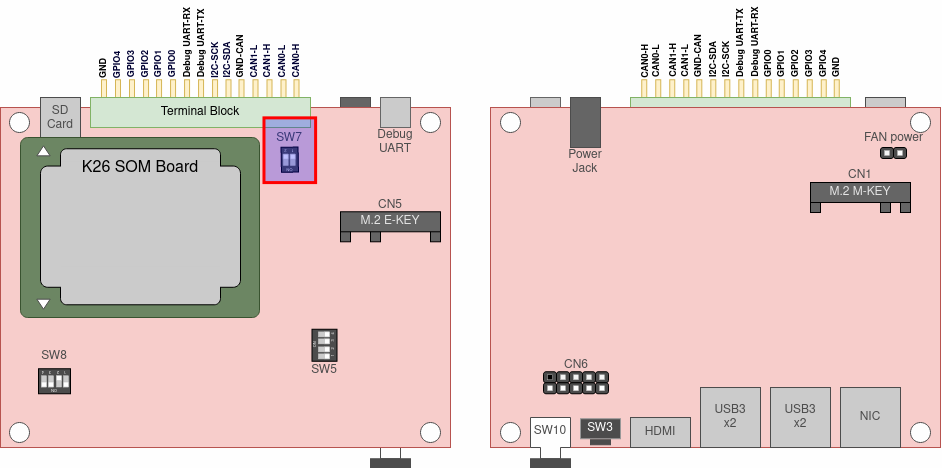 GND
GPIO4
GPIO3
GPIO2
GPIO1
GPIO0
Debug UART-RX
Debug UART-TX
I2C-SCK
I2C-SDA
GND-CAN
CAN1-L
CAN1-H
CAN0-L
CAN0-H
SD
Card
Terminal Block
SW7
Debug
UART
K26 SOM Board
CN5
M.2 E-KEY
SW8
SW5
CAN0-H
CAN0-L
CAN1-H
CAN1-L
GND-CAN
I2C-SDA
I2C-SCK
Debug UART-TX
Debug UART-RX
GPIO0
GPIO1
GPIO2
GPIO3
GPIO4
GND
Power
Jack
FAN power
CN1
M.2 M-KEY
CN6
SW10
SW3
HDMI
USB3
x2
USB3
x2
NIC